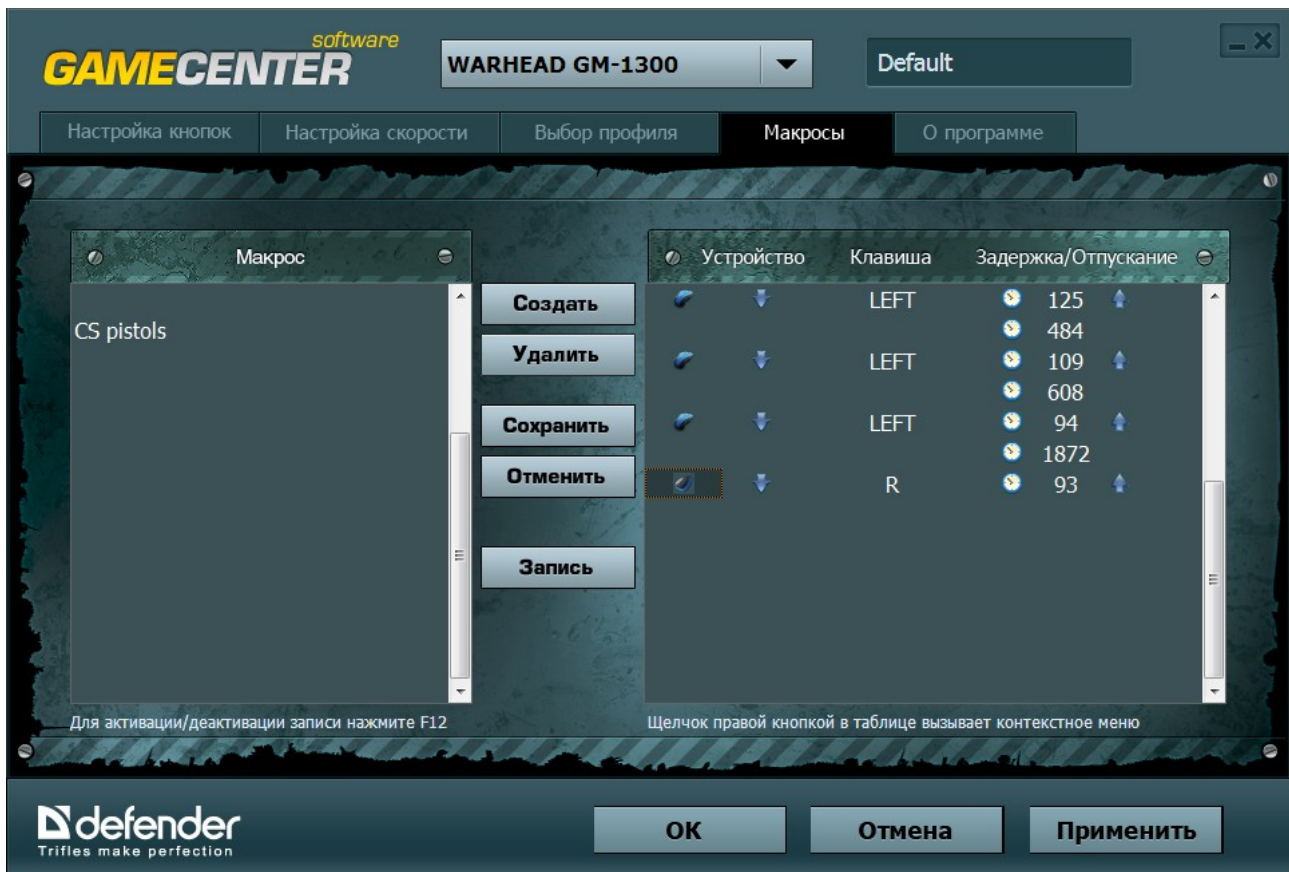 software
GAMECENTER
WARHEAD GM-1300
Default
Настройка кнопок
Настройка скорости
Выбор профиля
Макросы
О программе
Макрос
CS pistols
Для активации/деактивации записи нажмите F12
Создать
Удалить
Сохранить
Отменить
Запись
Устройство Клавиша Задержка/Отпускание
LEFT 125
484
LEFT 109
608
LEFT 94
1872
R 93
Щелчок правой кнопкой в таблице вызывает контекстное меню
defender
Trifles make perfection
ОК
Отмена
Применить